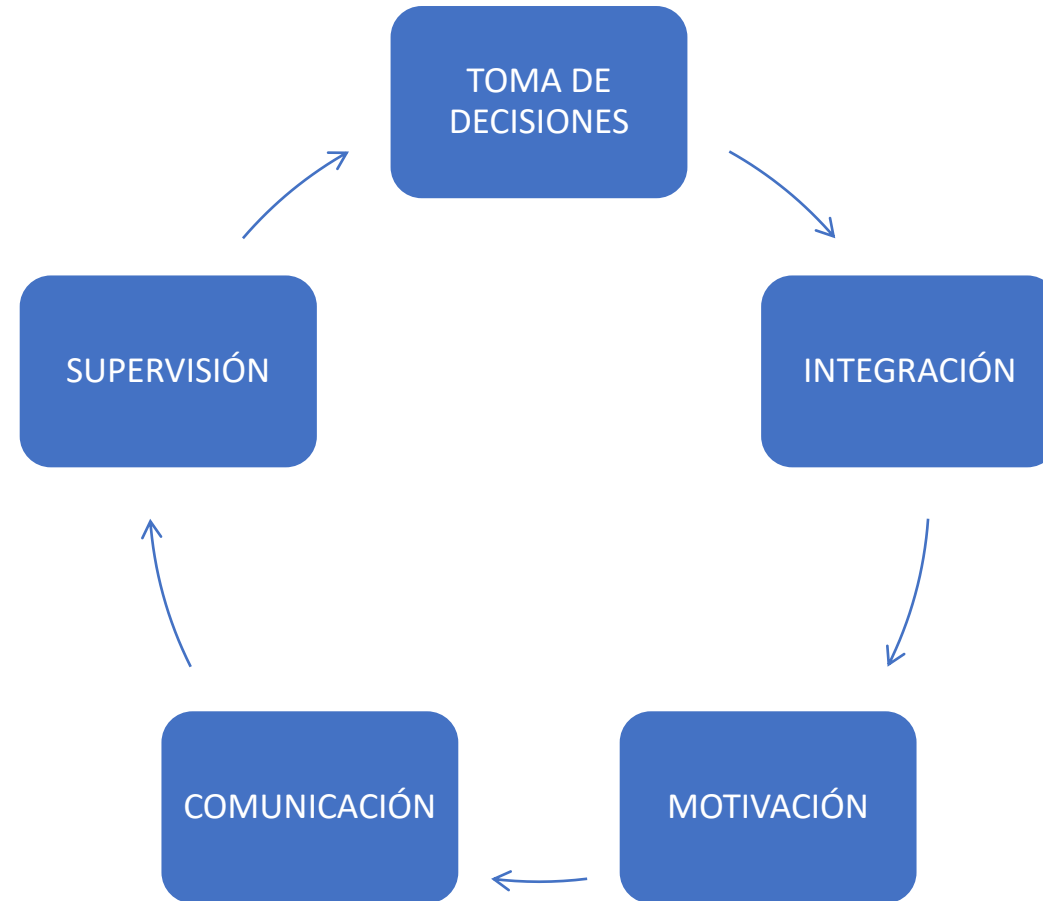 TOMA DE
DECISIONES
INTEGRACIÓN
MOTIVACIÓN
COMUNICACIÓN
SUPERVISIÓN